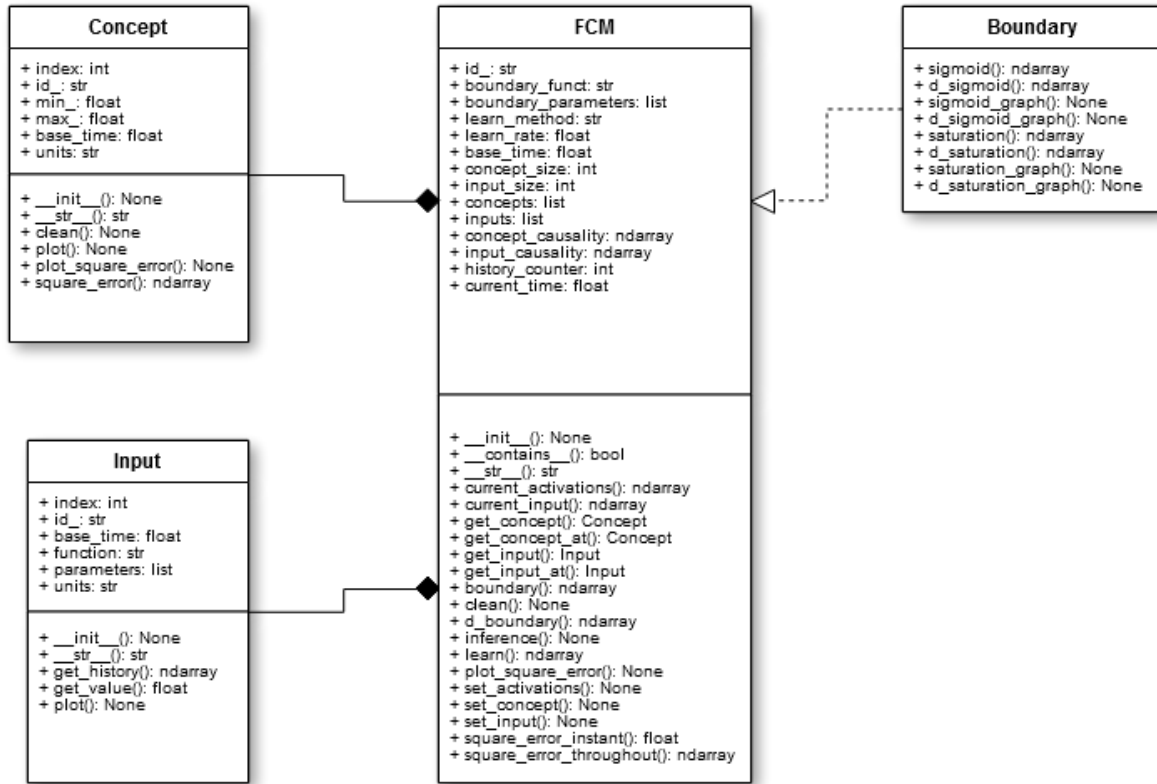 Concept
+ index: int
+ id_: str
+ min_: float
+ max_: float
+ base_time: float
+ units: str
+ __init__(): None
+ __str__(): str
+ clean(): None
+ plot(): None
+ plot_square_error(): None
+ square_error(): ndarray
FCM
+ id_: str
+ boundary_funct: str
+ boundary_parameters: list
+ learn_method: str
+ learn_rate: float
+ base_time: float
+ concept_size: int
+ input_size: int
+ concepts: list
+ inputs: list
+ concept_causality: ndarray
+ input_causality: ndarray
+ history_counter: int
+ current_time: float
+ __init__(): None
+ __contains__(): bool
+ __str__(): str
+ current_activations(): ndarray
+ current_input(): ndarray
+ get_concept(): Concept
+ get_concept_at(): Concept
+ get_input(): Input
+ get_input_at(): Input
+ boundary(): ndarray
+ clean(): None
+ d_boundary(): ndarray
+ inference(): None
+ learn(): ndarray
+ plot_square_error(): None
+ set_activations(): None
+ set_concept(): None
+ set_input(): None
+ square_error_instant(): float
+ square_error_throughout(): ndarray
Boundary
+ sigmoid(): ndarray
+ d_sigmoid(): ndarray
+ sigmoid_graph(): None
+ d_sigmoid_graph(): None
+ saturation(): ndarray
+ d_saturation(): ndarray
+ saturation_graph(): None
+ d_saturation_graph(): None
Input
+ index: int
+ id_: str
+ base_time: float
+ function: str
+ parameters: list
+ units: str
+ __init__(): None
+ __str__(): str
+ get_history(): ndarray
+ get_value(): float
+ plot(): None